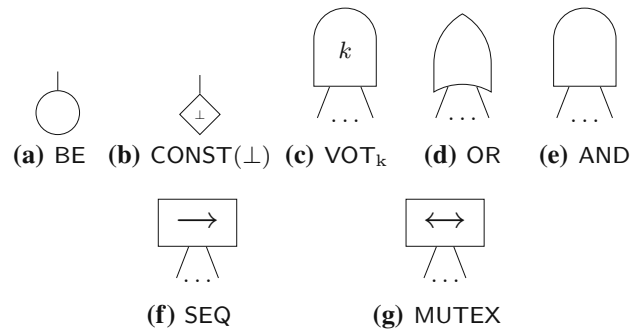 k
⊥
... ... ...
(a) BE (b) CONST(⊥) (c) VOTk (d) OR (e) AND
→ ↔
... ...
(f) SEQ (g) MUTEX